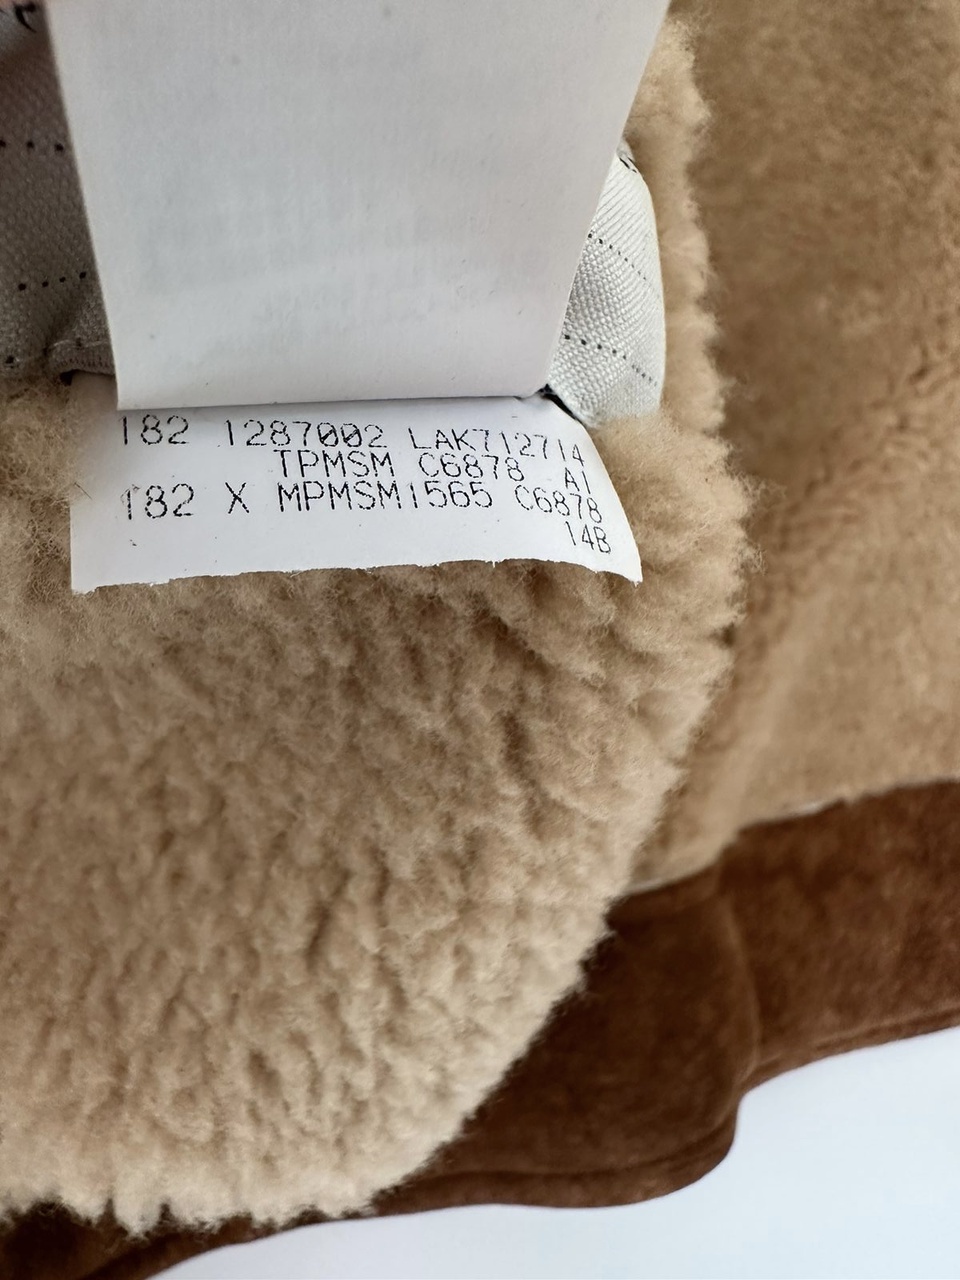 182 1287002 LAK712714
TPMSM C6878 A1
182 X MPMSM1565 C6878
14B